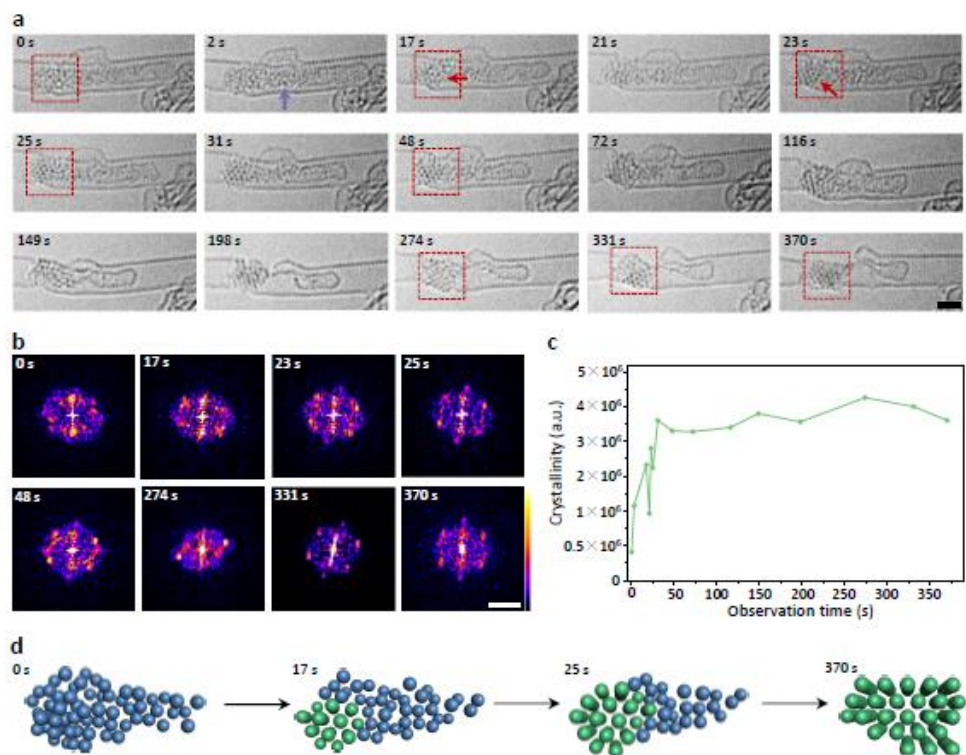 a
0 s 2 s 17 s 21 s 23 s
25 s 31 s 48 s 72 s 116 s
149 s 198 s 274 s 331 s 370 s
b
0 s 17 s 23 s 25 s
48 s 274 s 331 s 370 s
c
5×10⁶
4×10⁶
3×10⁶
2×10⁶
1×10⁶
0.5×10⁶
0
Crystallinity (a.u.)
0 50 100 150 200 250 300 350
Observation time (s)
d
0 s 17 s 25 s 370 s